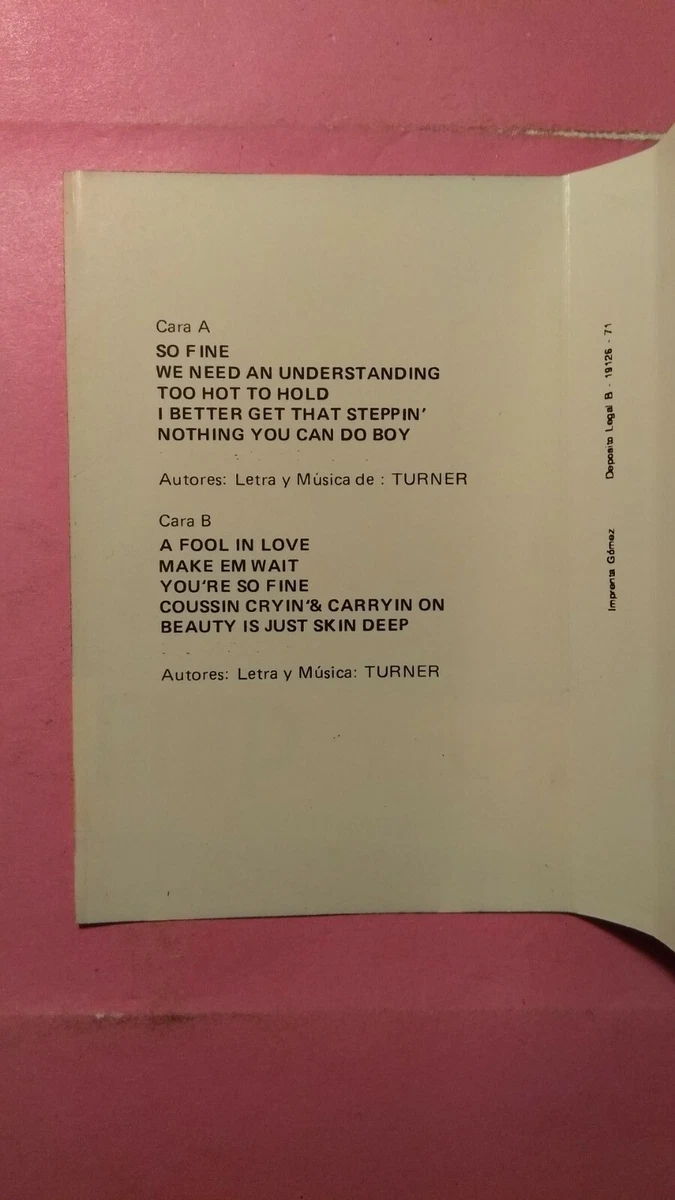 Cara A
SO FINE
WE NEED AN UNDERSTANDING
TOO HOT TO HOLD
I BETTER GET THAT STEPPIN'
NOTHING YOU CAN DO BOY
Autores: Letra y Música de : TURNER
Cara B
A FOOL IN LOVE
MAKE EM WAIT
YOU'RE SO FINE
COUSSIN CRYIN'& CARRYIN ON
BEAUTY IS JUST SKIN DEEP
Autores: Letra y Música: TURNER
Imprenta Gómez Deposito Legal B - 19126 - 71